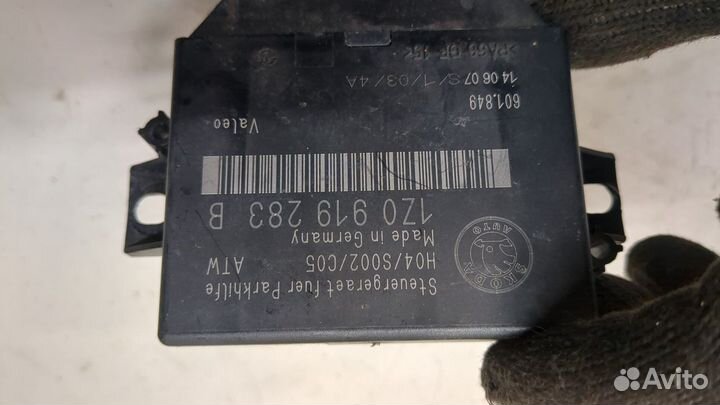 Steuergeraet fuer Parkhilfe
H04/S002/C05 ATW
Made in Germany
1Z0 919 283 B
Valeo
601.849
14 06 07 S/1/03/4A
SKODA AUTO
Avito